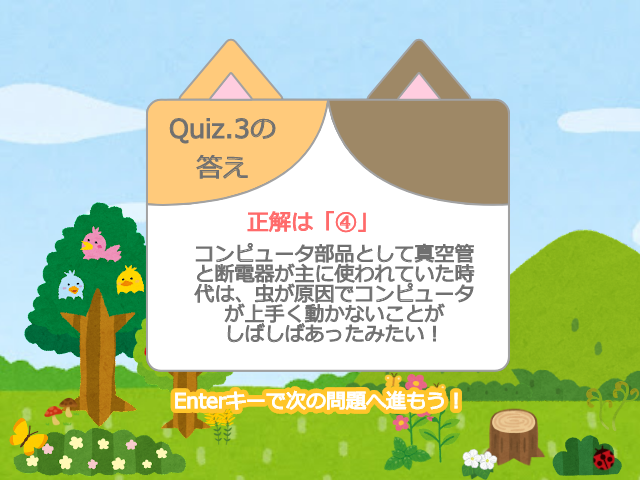 Quiz.3の
答え
正解は「④」
コンピュータ部品として真空管
と断電器が主に使われていた時
代は、虫が原因でコンピュータ
が上手く動かないことが
しばしばあったみたい！
Enterキーで次の問題へ進もう！